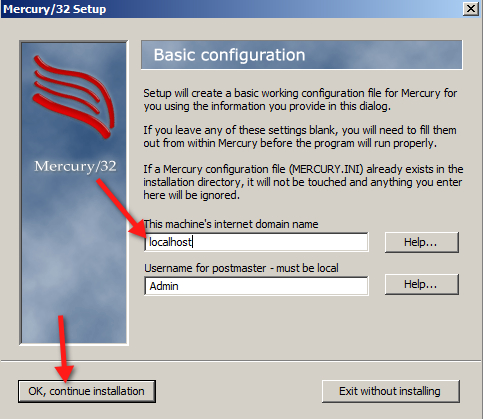 Mercury/32 Setup
Basic configuration
Setup will create a basic working configuration file for Mercury for
you using the information you provide in this dialog.
If you leave any of these settings blank, you will need to fill them
out from within Mercury before the program will run properly.
If a Mercury configuration file (MERCURY.INI) already exists in the
installation directory, it will not be touched and anything you enter
here will be ignored.
Mercury/32
This machine's internet domain name
localhost
Help...
Username for postmaster - must be local
Admin
Help...
OK, continue installation
Exit without installing